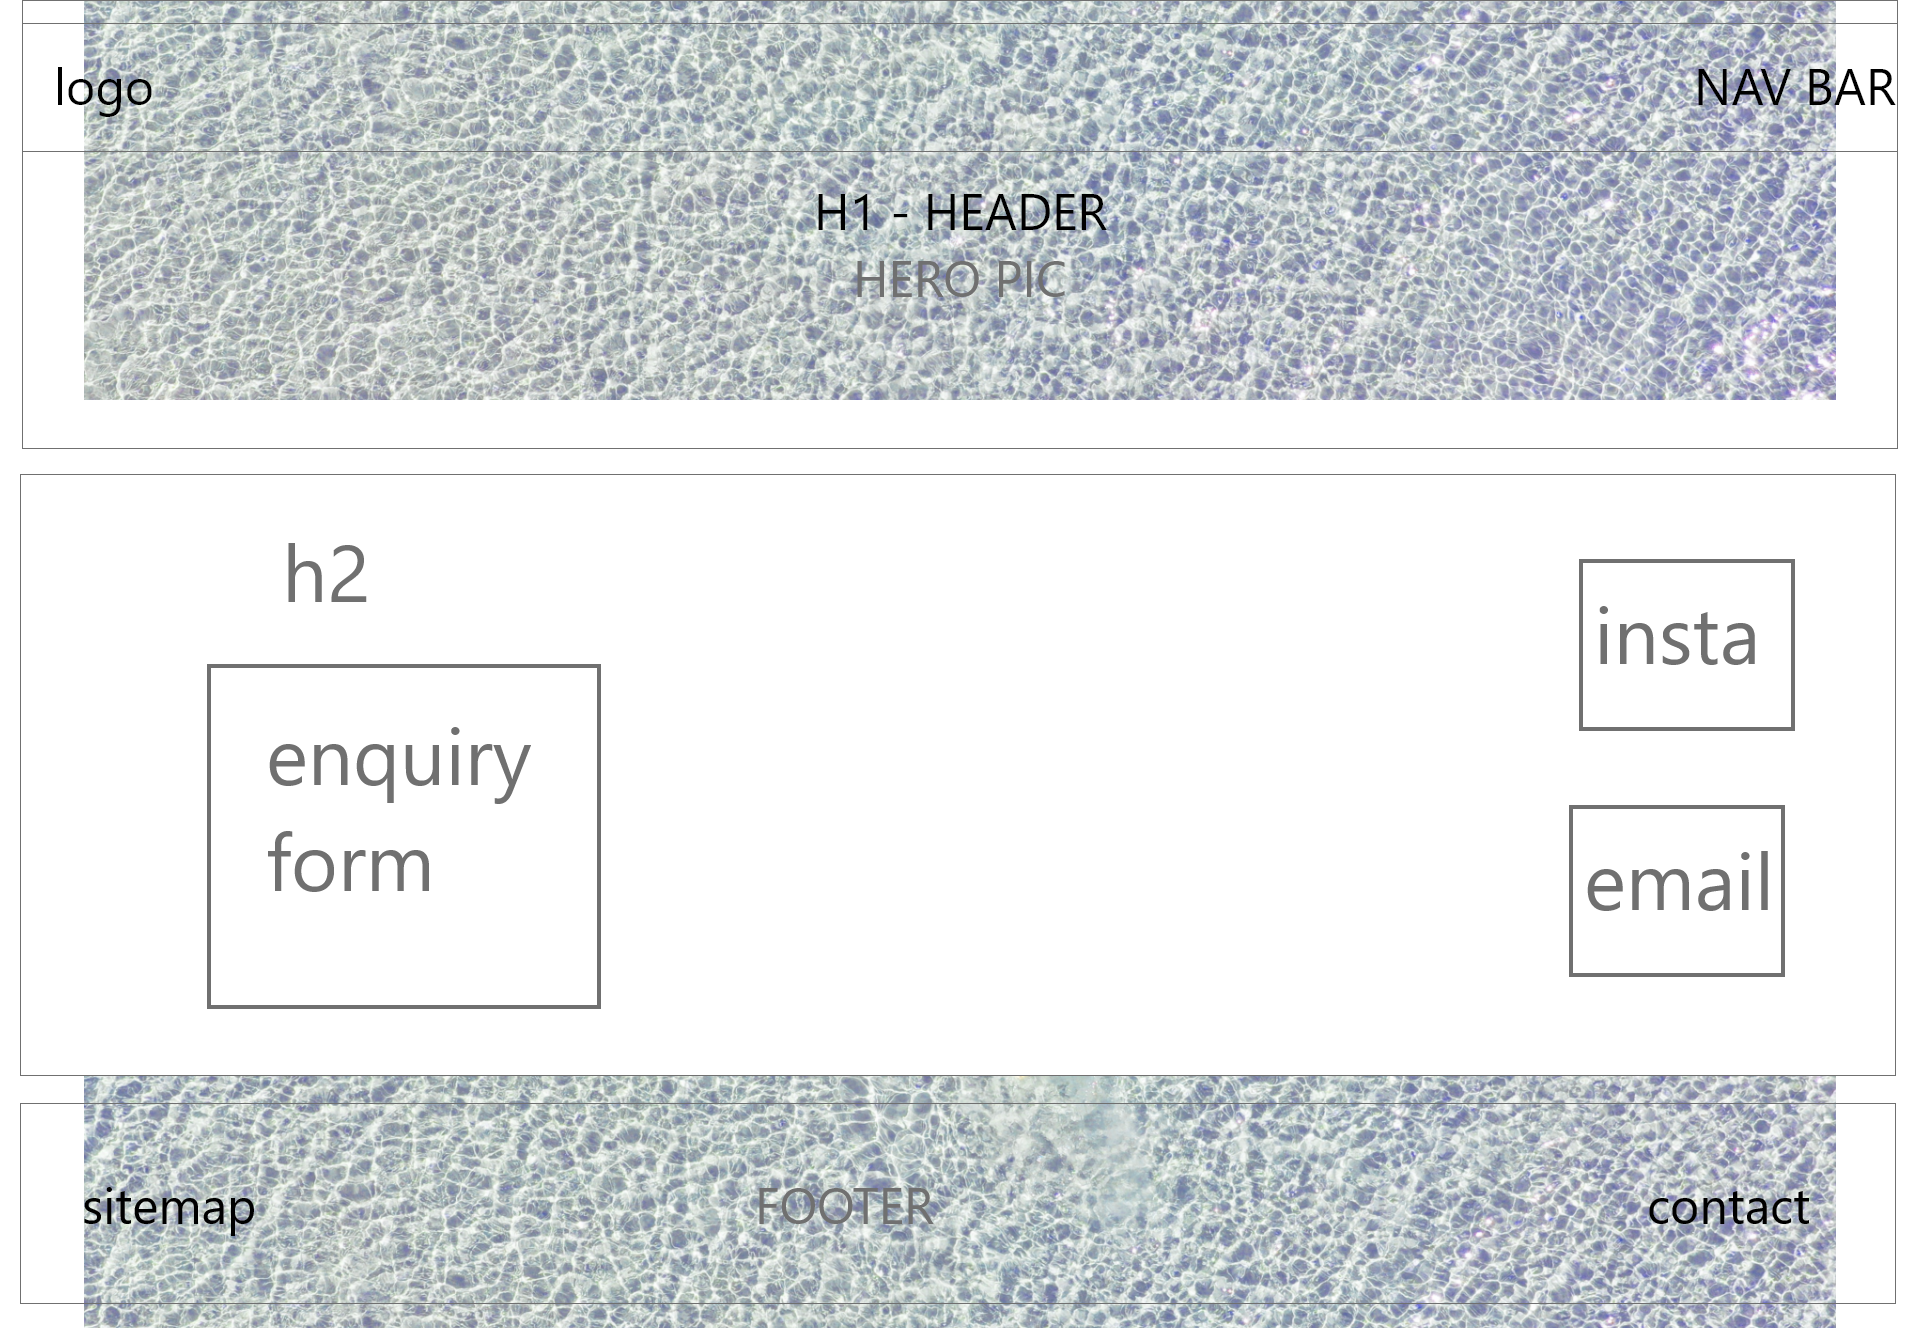 logo
NAV BAR
H1 - HEADER
HERO PIC
h2
enquiry
form
insta
email
sitemap
FOOTER
contact